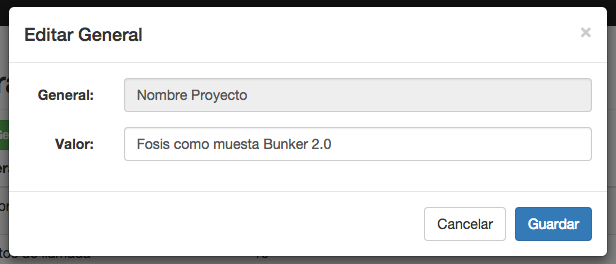 Editar General
×
General:
Nombre Proyecto
Valor:
Fosis como muesta Bunker 2.0
Cancelar
Guardar